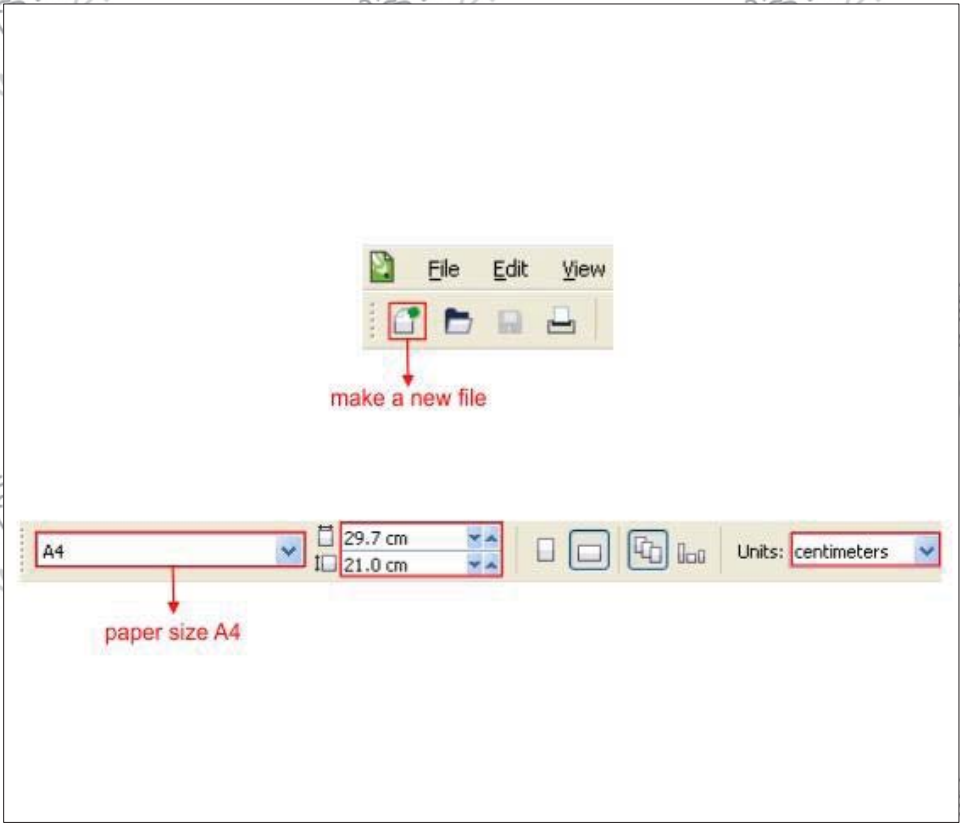 File Edit View
make a new file
A4
29.7 cm
21.0 cm
Units: centimeters
paper size A4